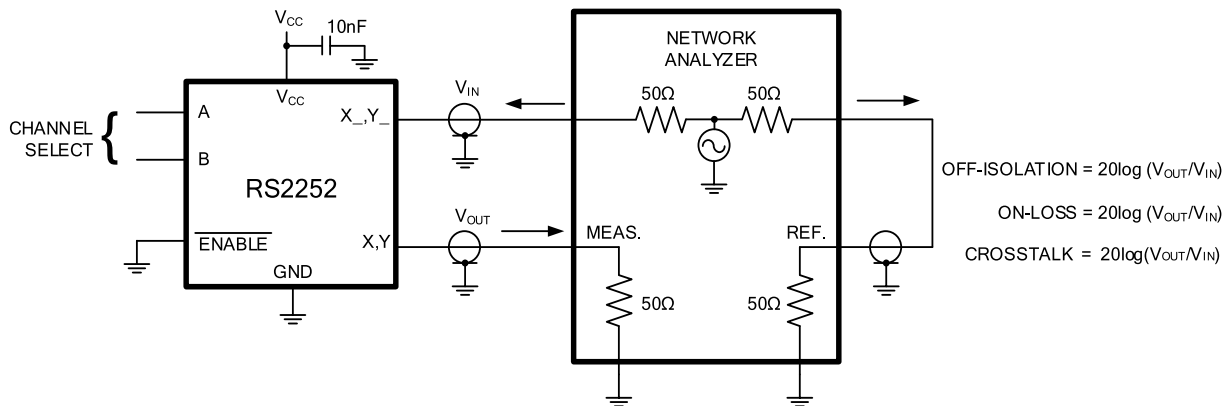 VCC
10nF
VCC
CHANNEL
SELECT
A
B
ENABLE
GND
RS2252
X_,Y_
X,Y
VIN
VOUT
NETWORK
ANALYZER
50Ω
50Ω
MEAS.
REF.
50Ω
50Ω
OFF-ISOLATION = 20log (VOUT/VIN)
ON-LOSS = 20log (VOUT/VIN)
CROSSTALK = 20log(VOUT/VIN)